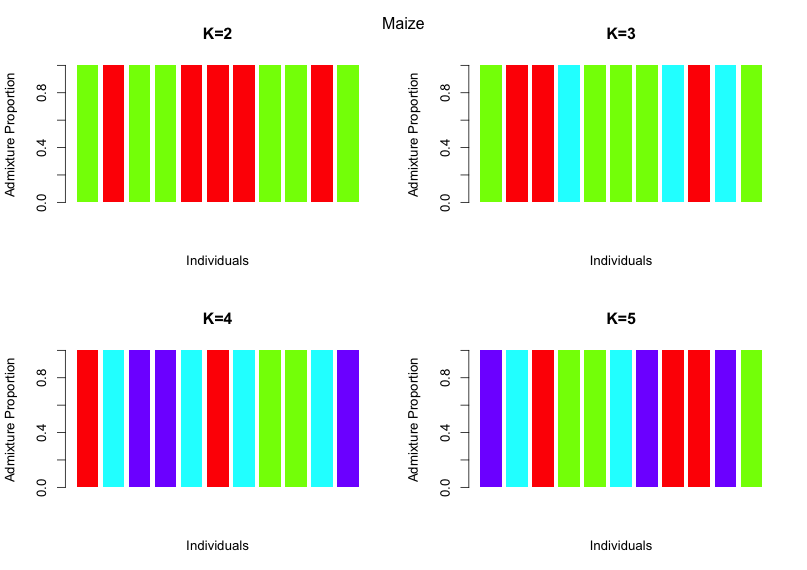 Maize
K=2
Admixture Proportion
0.8
0.4
0.0
Individuals
K=3
Admixture Proportion
0.8
0.4
0.0
Individuals
K=4
Admixture Proportion
0.8
0.4
0.0
Individuals
K=5
Admixture Proportion
0.8
0.4
0.0
Individuals